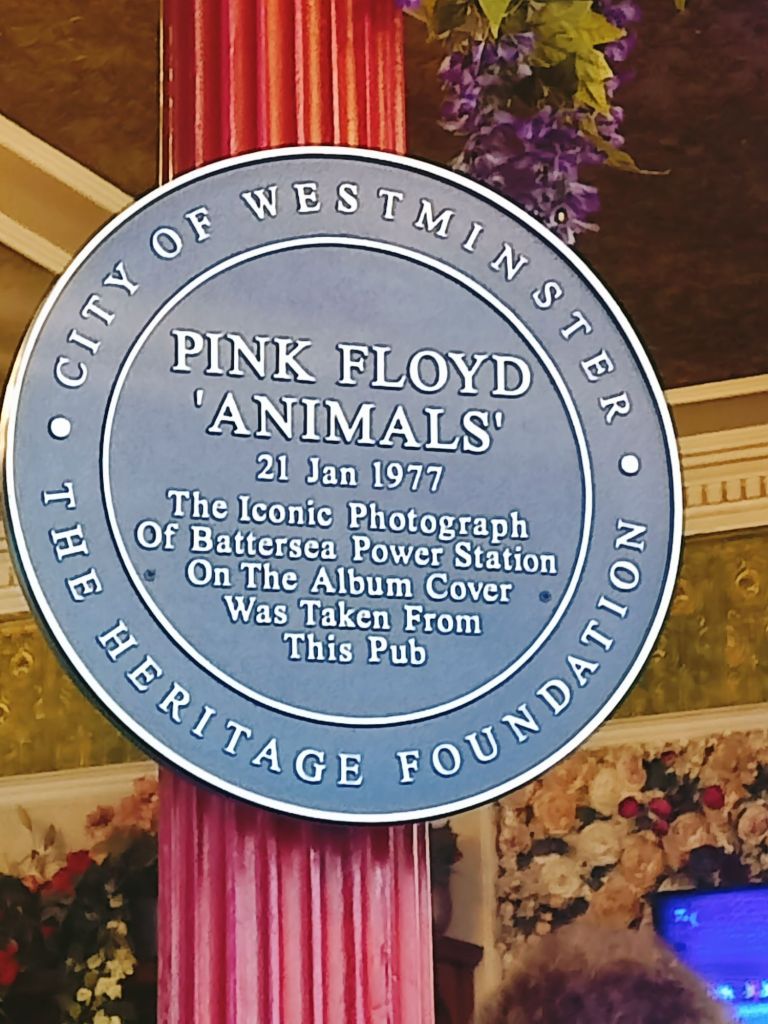 CITY OF WESTMINSTER
PINK FLOYD
'ANIMALS'
21 Jan 1977
The Iconic Photograph
Of Battersea Power Station
On The Album Cover
Was Taken From
This Pub
THE HERITAGE FOUNDATION